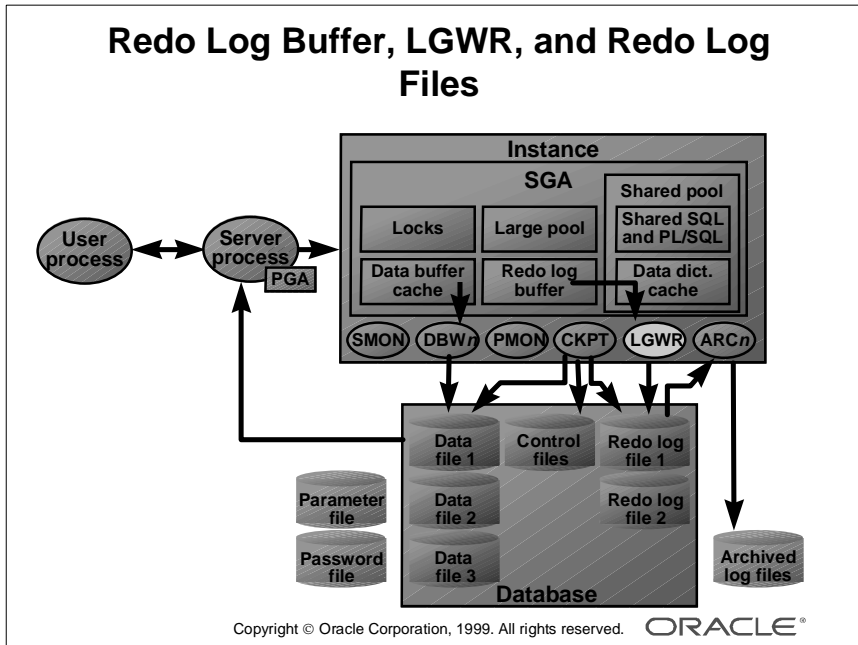 Redo Log Buffer, LGWR, and Redo Log
Files
Instance
SGA
Shared pool
Locks
Large pool
Shared SQL
and PL/SQL
User
process
Server
process
PGA
Data buffer
cache
Redo log
buffer
Data dict.
cache
SMON
DBWn
PMON
CKPT
LGWR
ARCn
Data
file 1
Control
files
Redo log
file 1
Parameter
file
Data
file 2
Redo log
file 2
Password
file
Data
file 3
Archived
log files
Database
Copyright © Oracle Corporation, 1999. All rights reserved.
ORACLE®